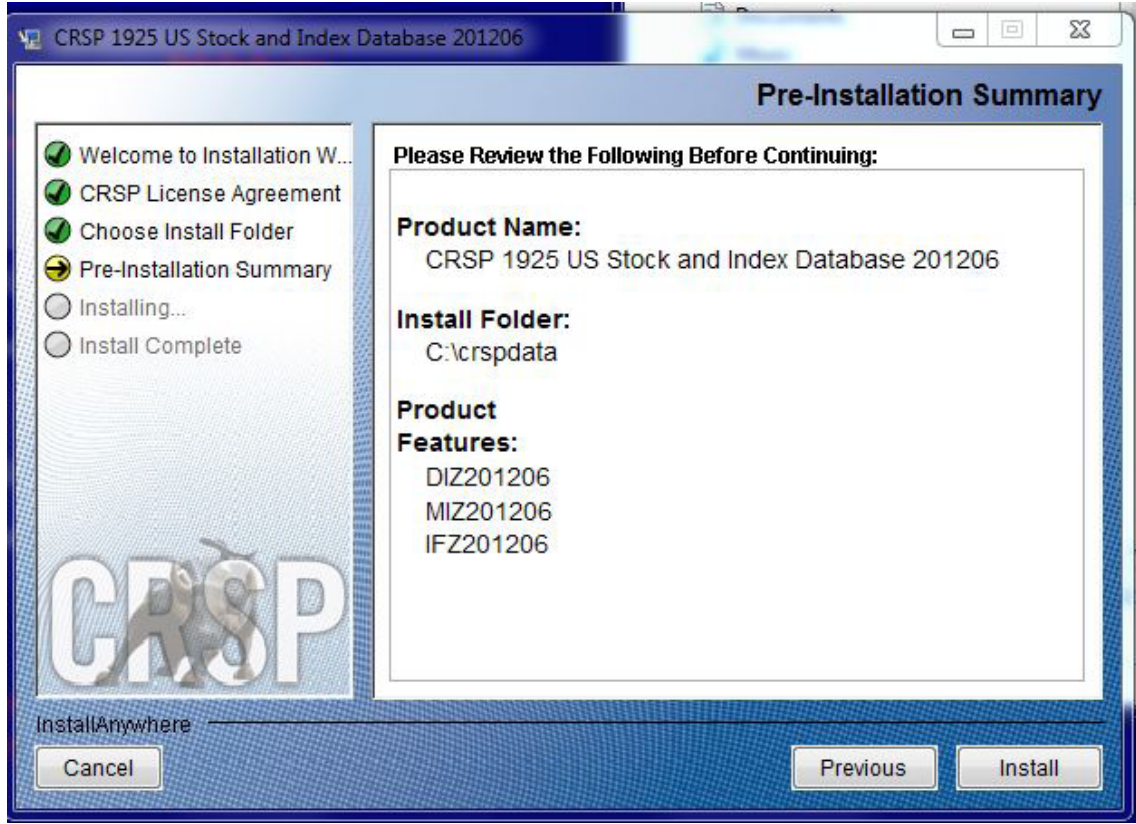 CRSP 1925 US Stock and Index Database 201206
Pre-Installation Summary
Welcome to Installation W...
CRSP License Agreement
Choose Install Folder
Pre-Installation Summary
Installing...
Install Complete
CRSP
Please Review the Following Before Continuing:
Product Name:
CRSP 1925 US Stock and Index Database 201206
Install Folder:
C:\crspdata
Product
Features:
DIZ201206
MIZ201206
IFZ201206
InstallAnywhere
Cancel
Previous
Install